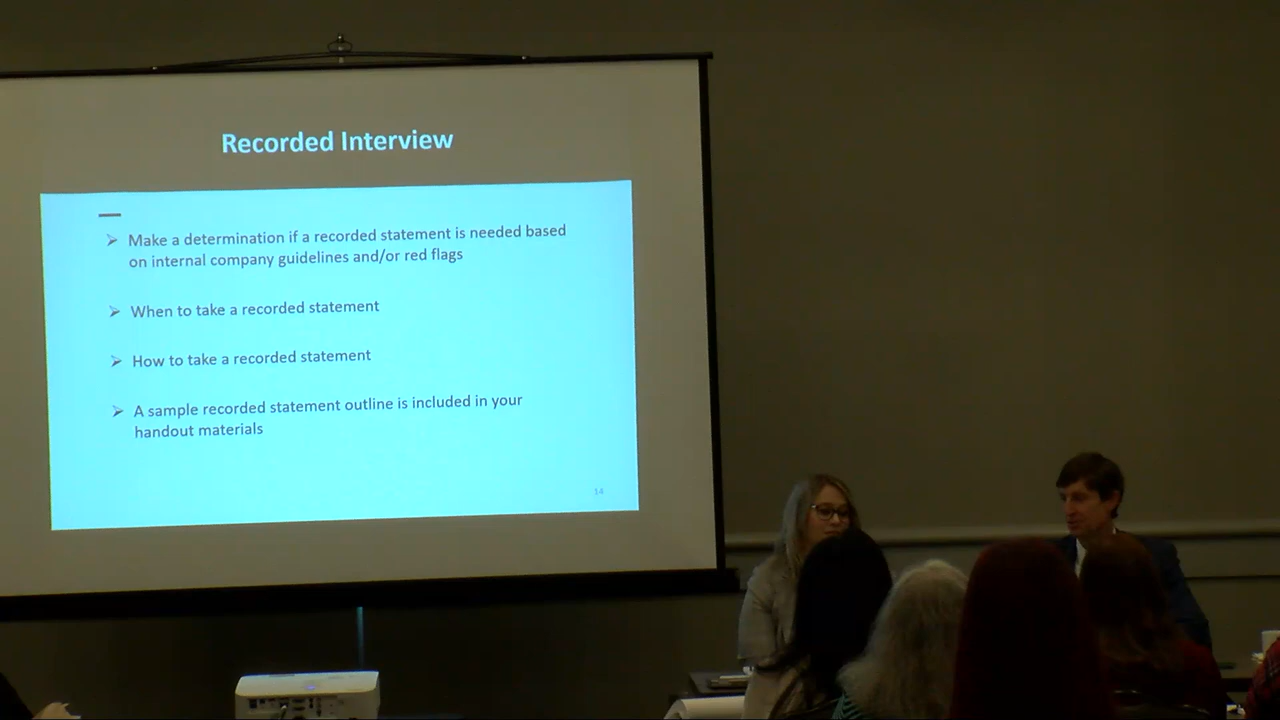 Recorded Interview
➢ Make a determination if a recorded statement is needed based
on internal company guidelines and/or red flags
➢ When to take a recorded statement
➢ How to take a recorded statement
➢ A sample recorded statement outline is included in your
handout materials
14